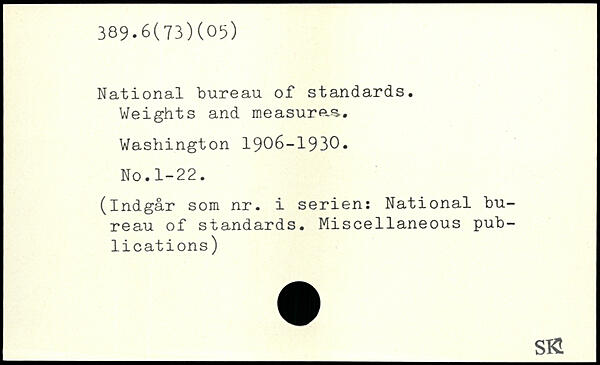 389.6(73)(05)
National bureau of standards.
Weights and measures.
Washington 1906-1930.
No.1-22.
(Indgår som nr. i serien: National bu-
reau of standards. Miscellaneous pub-
lications)
SK